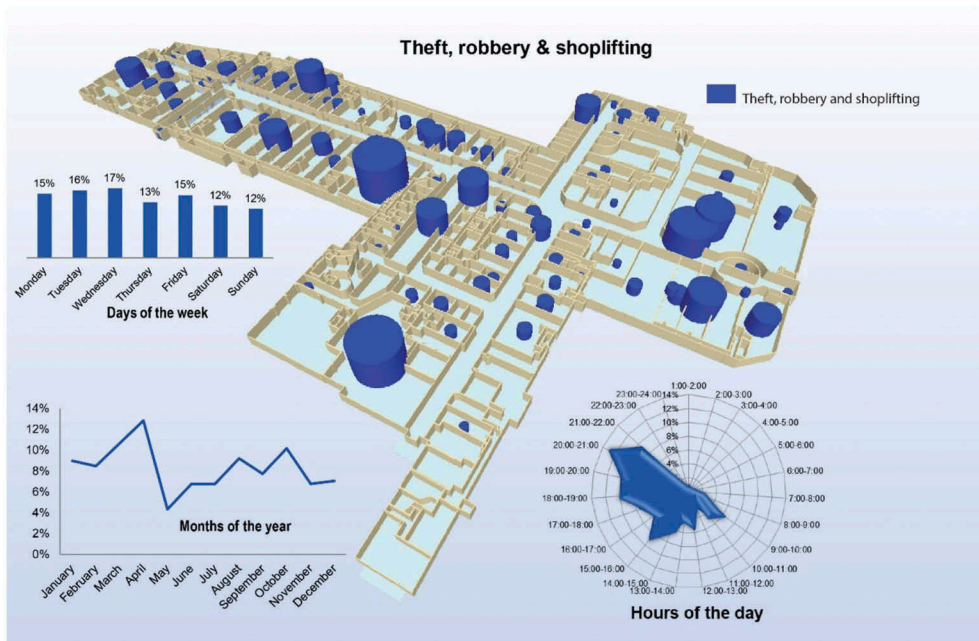 Theft, robbery & shoplifting
Theft, robbery and shoplifting
15%
16%
17%
13%
15%
12%
12%
Monday
Tuesday
Wednesday
Thursday
Friday
Saturday
Sunday
Days of the week
14%
12%
10%
8%
6%
4%
2%
0%
January
February
March
April
May
June
July
August
September
October
November
December
Months of the year
1:00-2:00
2:00-3:00
3:00-4:00
4:00-5:00
5:00-6:00
6:00-7:00
7:00-8:00
8:00-9:00
9:00-10:00
10:00-11:00
11:00-12:00
12:00-13:00
13:00-14:00
14:00-15:00
15:00-16:00
16:00-17:00
17:00-18:00
18:00-19:00
19:00-20:00
20:00-21:00
21:00-22:00
22:00-23:00
23:00-24:00
14%
12%
10%
8%
6%
4%
Hours of the day